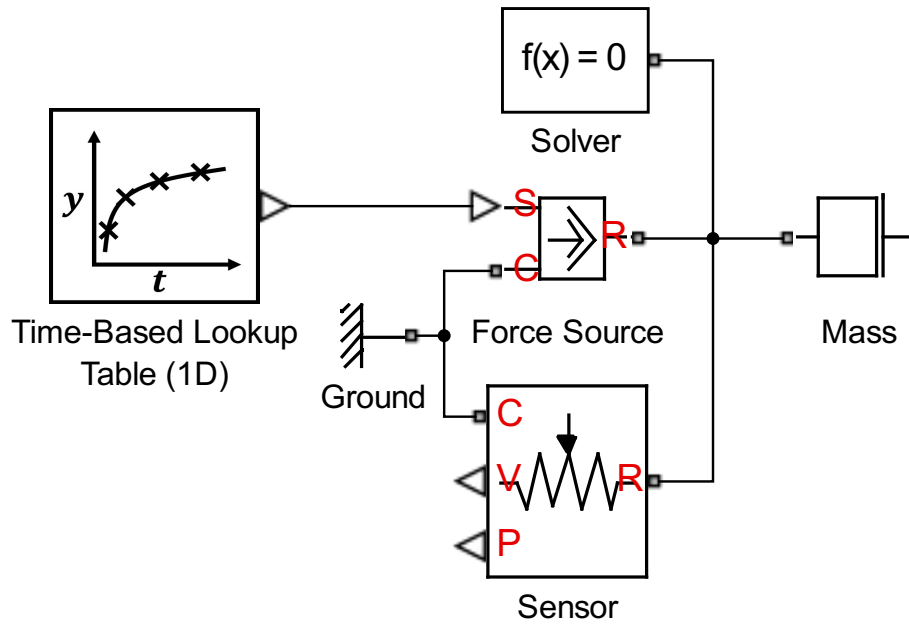 f(x) = 0
Solver
y
t
Time-Based Lookup
Table (1D)
S
R
C
Force Source
Mass
Ground
C
V
R
P
Sensor